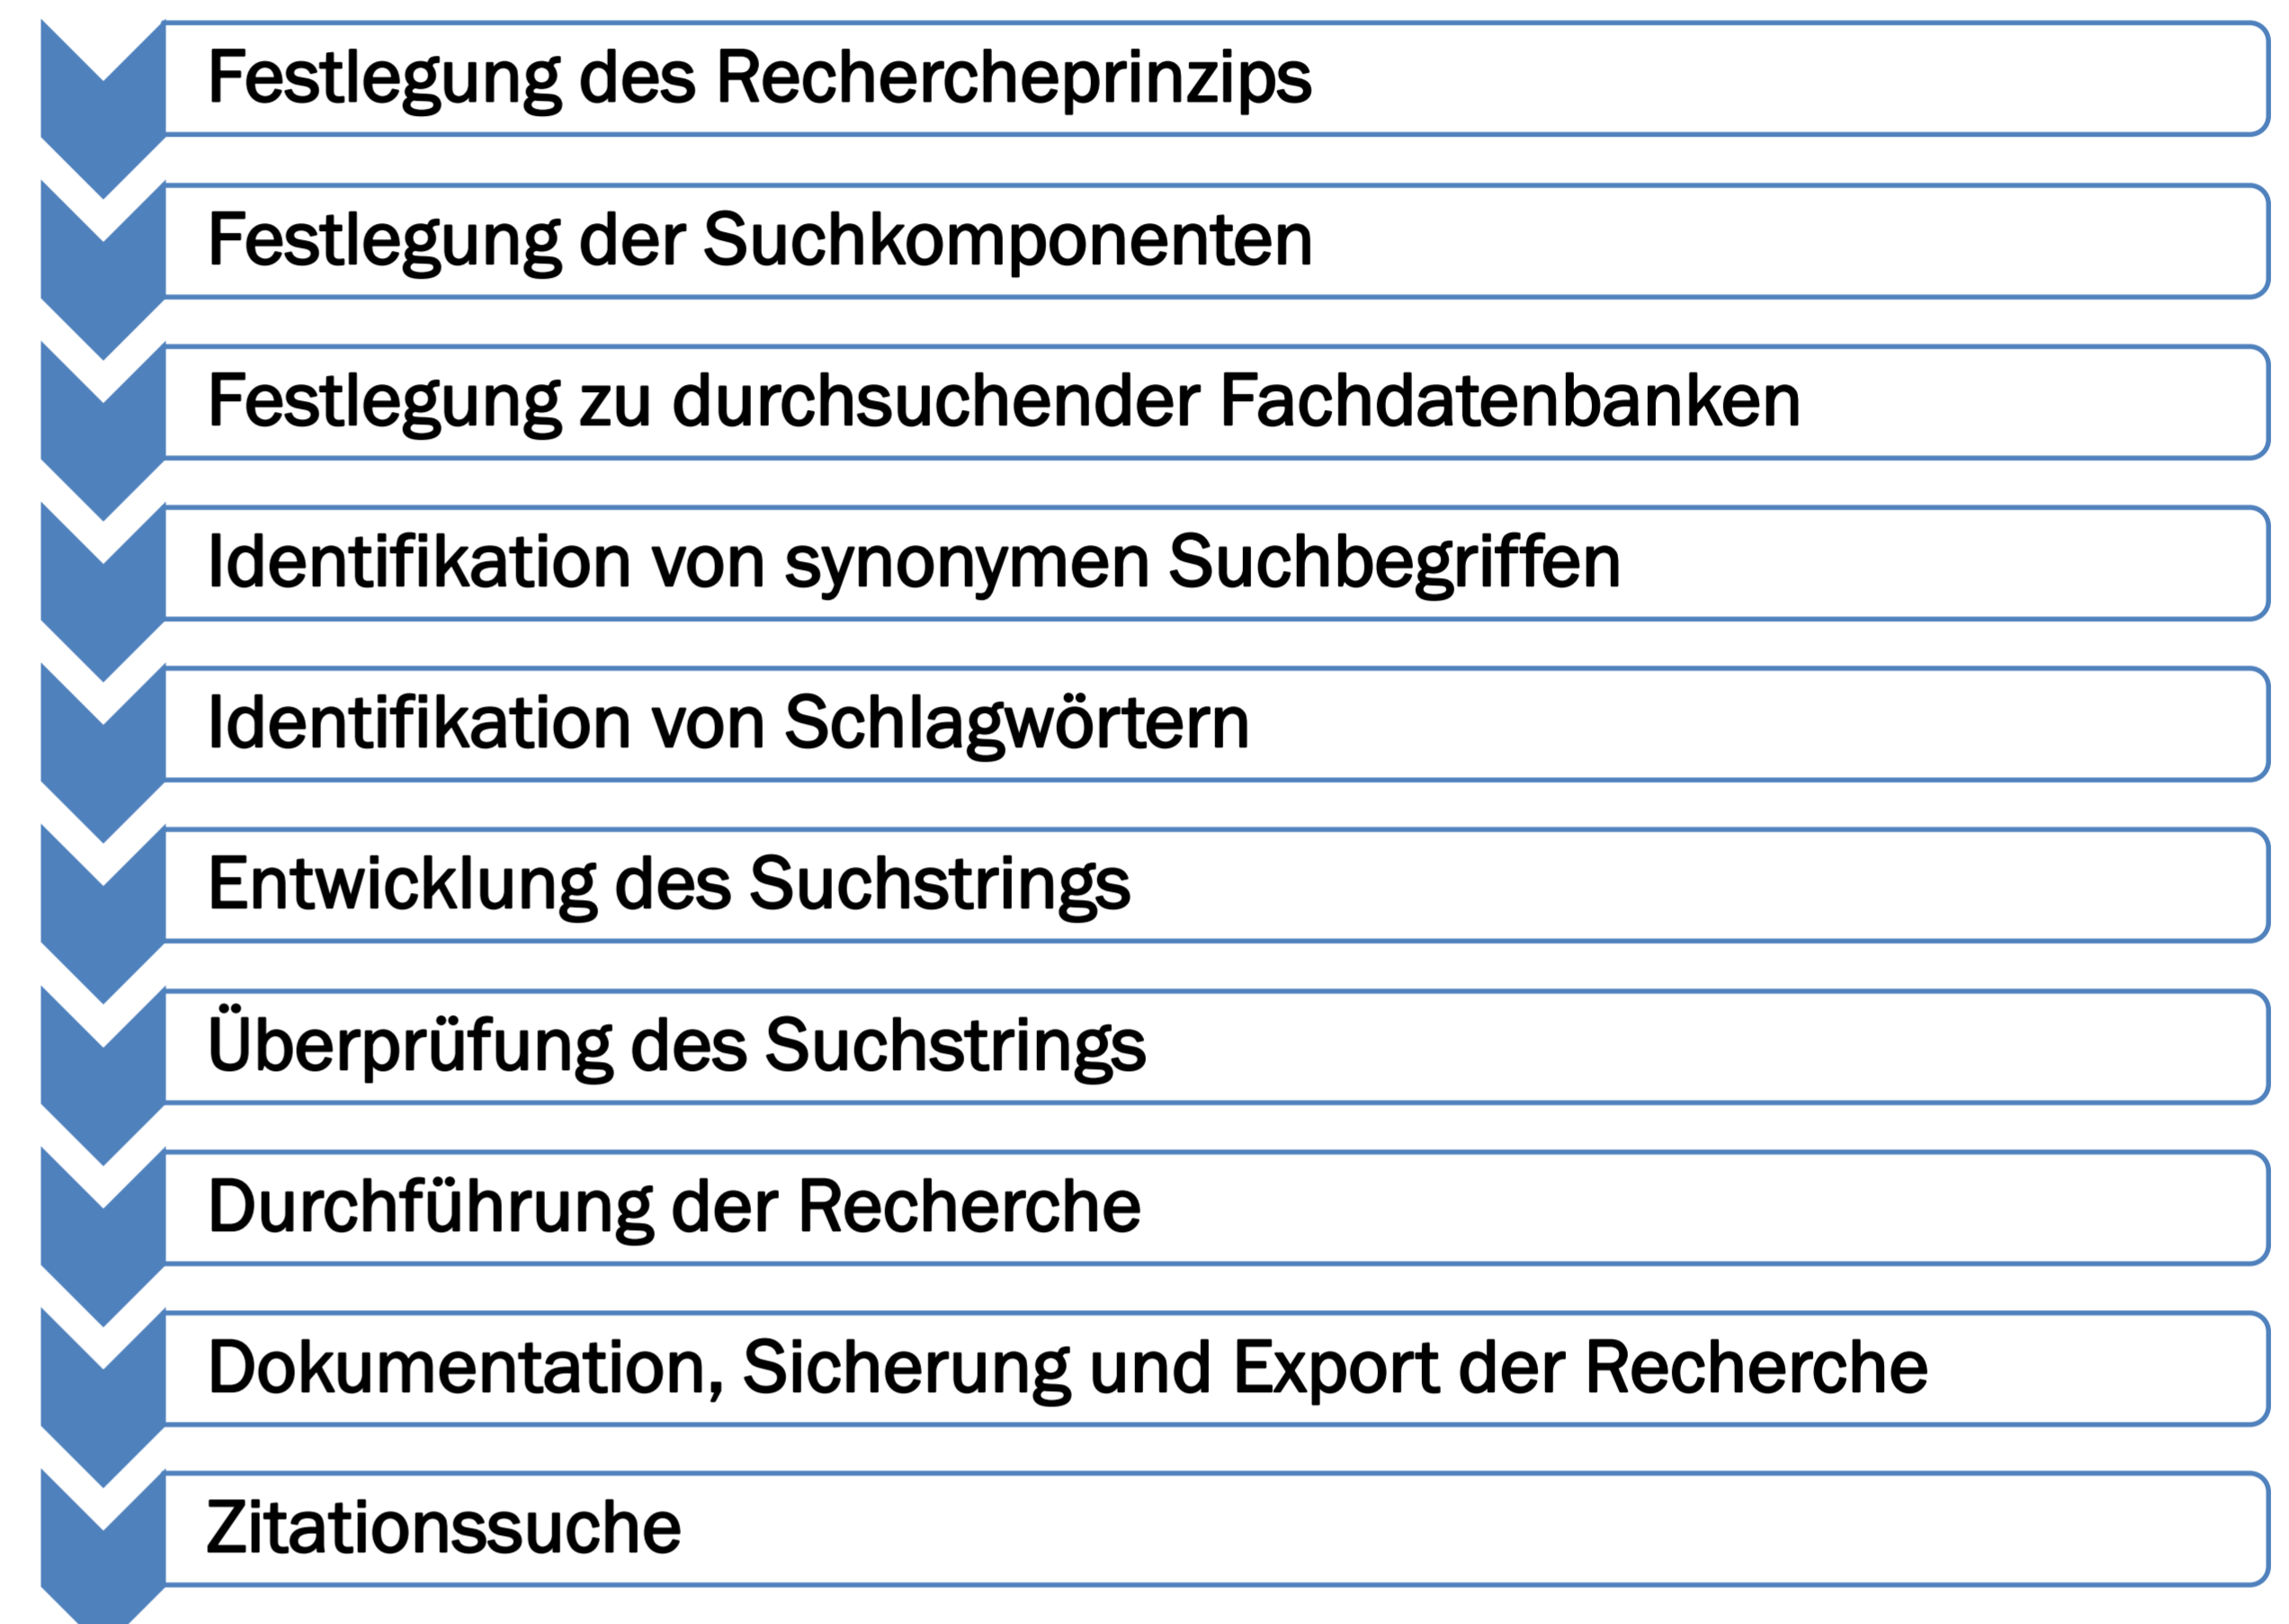 Festlegung des Rechercheprinzips
Festlegung der Suchkomponenten
Festlegung zu durchsuchender Fachdatenbanken
Identifikation von synonymen Suchbegriffen
Identifikation von Schlagwörtern
Entwicklung des Suchstrings
Überprüfung des Suchstrings
Durchführung der Recherche
Dokumentation, Sicherung und Export der Recherche
Zitationssuche